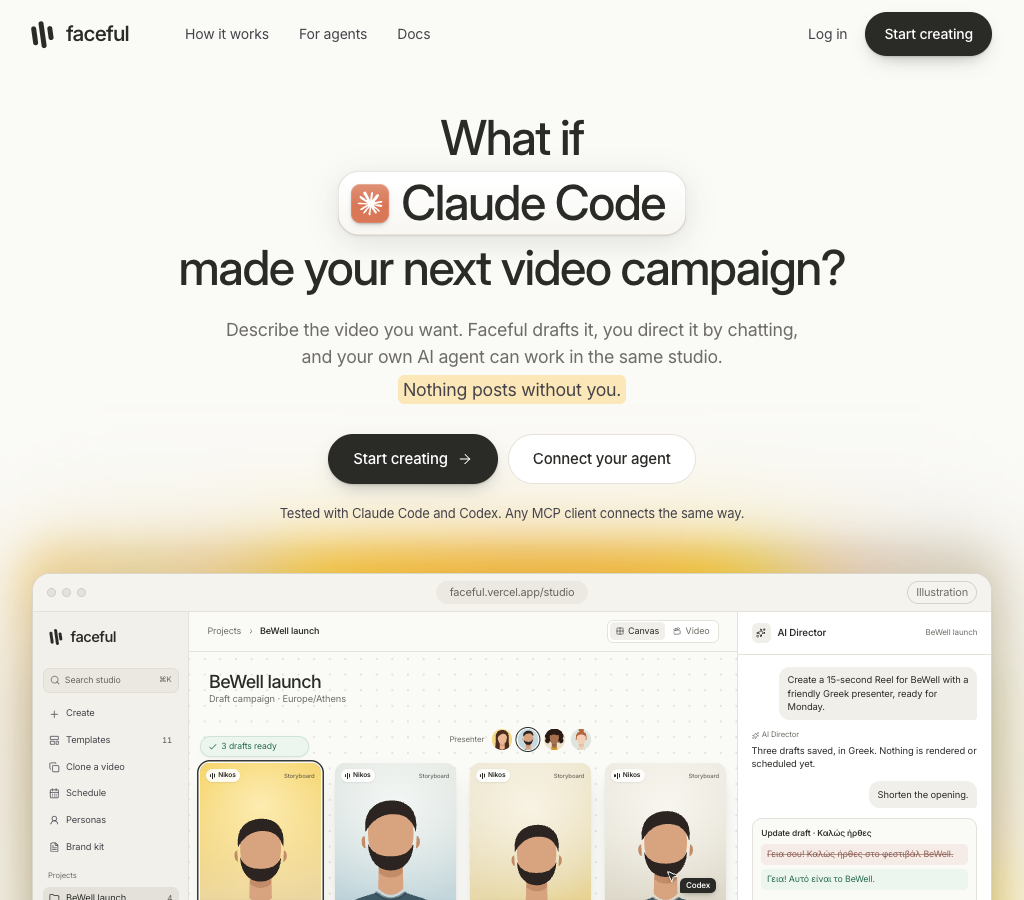 faceful
How it works
For agents
Docs
Log in
Start creating
What if
Claude Code
made your next video campaign?
Describe the video you want. Faceful drafts it, you direct it by chatting,
and your own AI agent can work in the same studio.
Nothing posts without you.
Start creating
Connect your agent
Tested with Claude Code and Codex. Any MCP client connects the same way.
faceful.vercel.app/studio
Illustration
faceful
Search studio
⌘K
Create
Templates
11
Clone a video
Schedule
Personas
Brand kit
Projects
BeWell launch
4
Projects › BeWell launch
Canvas
Video
BeWell launch
Draft campaign · Europe/Athens
3 drafts ready
Presenter
Nikos
Storyboard
Nikos
Storyboard
Nikos
Storyboard
Nikos
Storyboard
Codex
AI Director
BeWell launch
Create a 15-second Reel for BeWell with a
friendly Greek presenter, ready for
Monday.
AI Director
Three drafts saved, in Greek. Nothing is rendered or
scheduled yet.
Shorten the opening.
Update draft · Καλώς ήρθες
Γεια σου! Καλώς ήρθες στο φεστιβάλ BeWell.
Γεια! Αυτό είναι το BeWell.